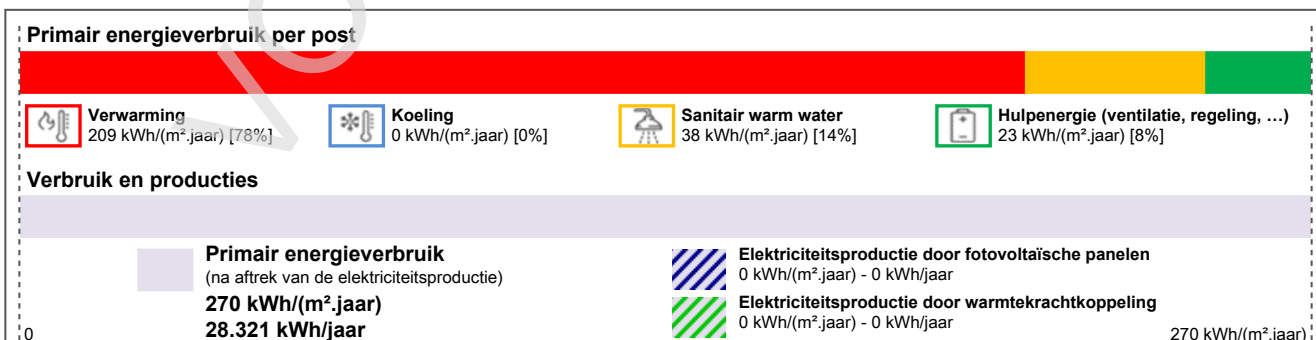 Primair energieverbruik per post
Verwarming
209 kWh/(m².jaar) [78%]
Koeling
0 kWh/(m².jaar) [0%]
Sanitair warm water
38 kWh/(m².jaar) [14%]
Hulpenergie (ventilatie, regeling, …)
23 kWh/(m².jaar) [8%]
Verbruik en producties
Primair energieverbruik
(na aftrek van de elektriciteitsproductie)
270 kWh/(m².jaar)
28.321 kWh/jaar
Elektriciteitsproductie door fotovoltaïsche panelen
0 kWh/(m².jaar) - 0 kWh/jaar
Elektriciteitsproductie door warmtekrachtkoppeling
0 kWh/(m².jaar) - 0 kWh/jaar
0
270 kWh/(m².jaar)